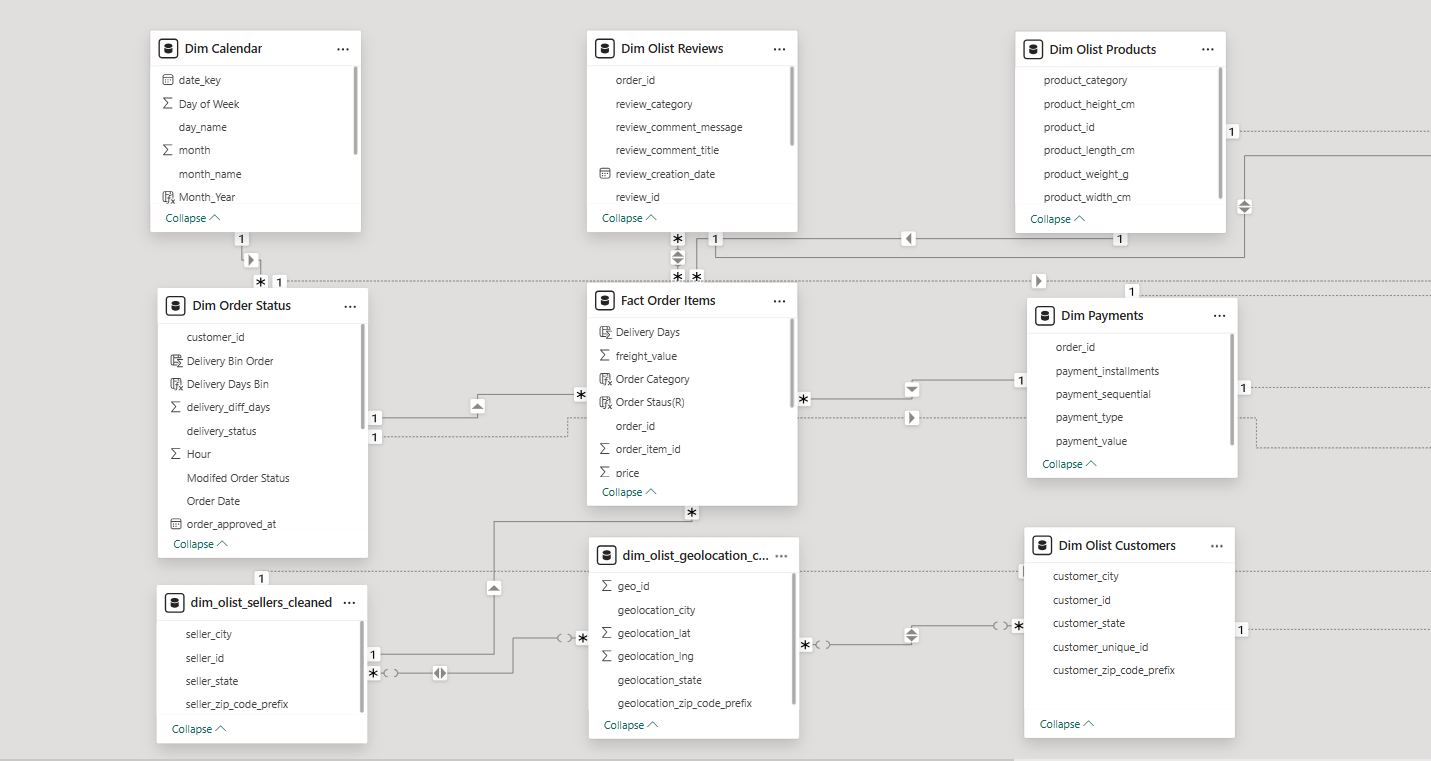 Dim Calendar
date_key
Day of Week
day_name
month
month_name
Month_Year
Collapse
Dim Olist Reviews
order_id
review_category
review_comment_message
review_comment_title
review_creation_date
review_id
Collapse
Dim Olist Products
product_category
product_height_cm
product_id
product_length_cm
product_weight_g
product_width_cm
Collapse
1
1
*
1
*
1
1
*
*
1
Dim Order Status
customer_id
Delivery Bin Order
Delivery Days Bin
delivery_diff_days
delivery_status
Hour
Modifed Order Status
Order Date
order_approved_at
Collapse
1
1
*
Fact Order Items
Delivery Days
freight_value
Order Category
Order Staus(R)
order_id
order_item_id
price
Collapse
*
*
1
1
Dim Payments
order_id
payment_installments
payment_sequential
payment_type
payment_value
Collapse
1
1
dim_olist_sellers_cleaned
seller_city
seller_id
seller_state
seller_zip_code_prefix
Collapse
1
*
*
dim_olist_geolocation_c...
geo_id
geolocation_city
geolocation_lat
geolocation_lng
geolocation_state
geolocation_zip_code_prefix
Collapse
*
*
Dim Olist Customers
customer_city
customer_id
customer_state
customer_unique_id
customer_zip_code_prefix
Collapse
1